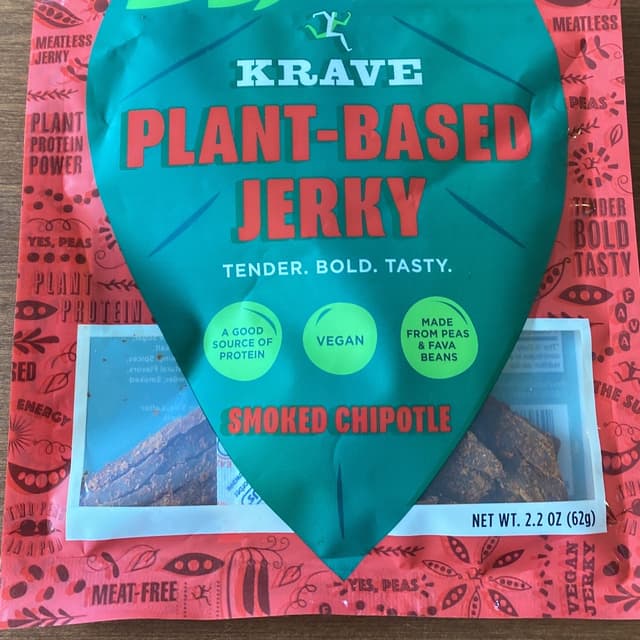 MEATLESS
JERKY
MEATLESS
KRAVE
PLANT
PROTEIN
POWER
PEAS
PLANT-BASED
JERKY
TENDER
BOLD
TASTY
YES, PEAS
TENDER. BOLD. TASTY.
PLANT
PROTEIN
A GOOD
SOURCE OF
PROTEIN
VEGAN
MADE
FROM PEAS
& FAVA
BEANS
ENERGY
SMOKED CHIPOTLE
NET WT. 2.2 OZ (62g)
MEAT-FREE
YES, PEAS
VEGAN
JERKY